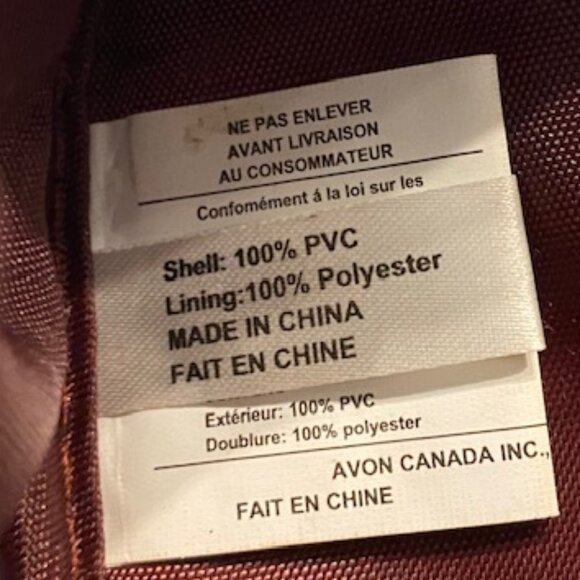 NE PAS ENLEVER
AVANT LIVRAISON
AU CONSOMMATEUR
Confomément á la loi sur les
Shell: 100% PVC
Lining:100% Polyester
MADE IN CHINA
FAIT EN CHINE
Extérieur: 100% PVC
Doublure: 100% polyester
AVON CANADA INC.,
FAIT EN CHINE